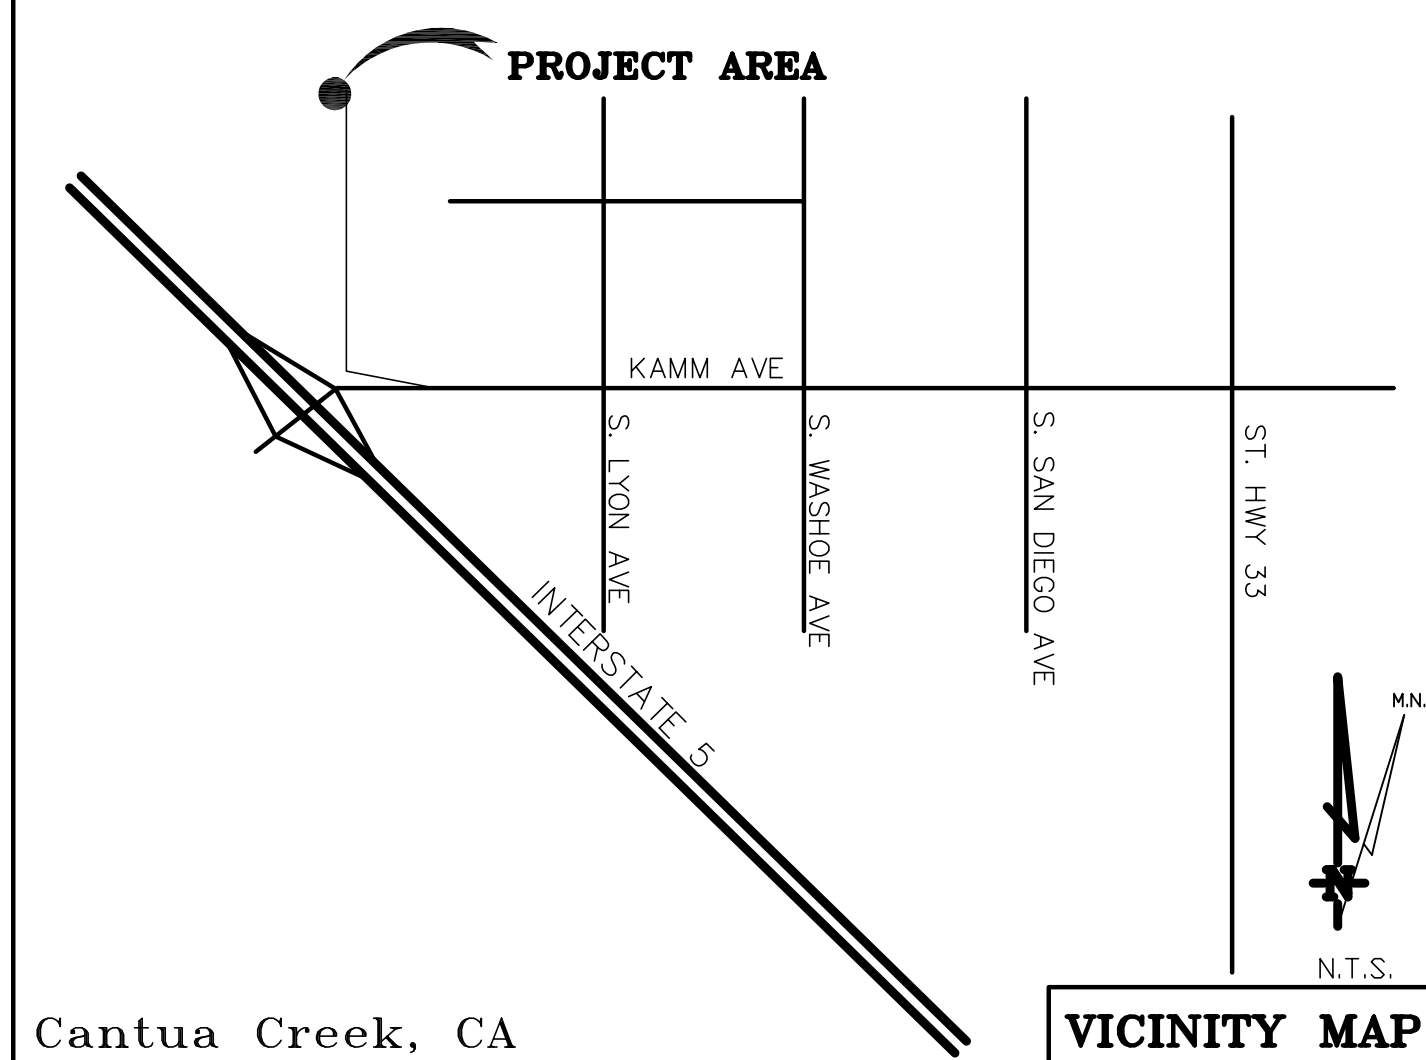 PROJECT AREA
KAMM AVE
S. LYON AVE
S. WASHOE AVE
S. SAN DIEGO AVE
ST. HWY 33
INTERSTATE 5
M.N.
N
N.T.S.
Cantua Creek, CA
VICINITY MAP